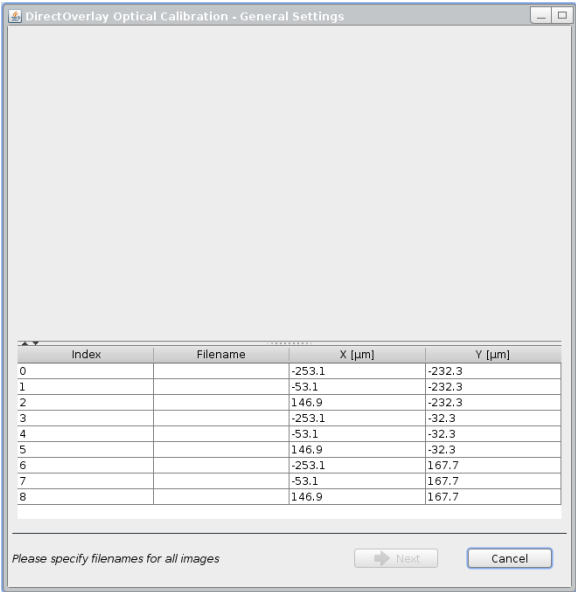 DirectOverlay Optical Calibration - General Settings
Index Filename X [µm] Y [µm]
0 -253.1 -232.3
1 -53.1 -232.3
2 146.9 -232.3
3 -253.1 -32.3
4 -53.1 -32.3
5 146.9 -32.3
6 -253.1 167.7
7 -53.1 167.7
8 146.9 167.7
Please specify filenames for all images Next Cancel